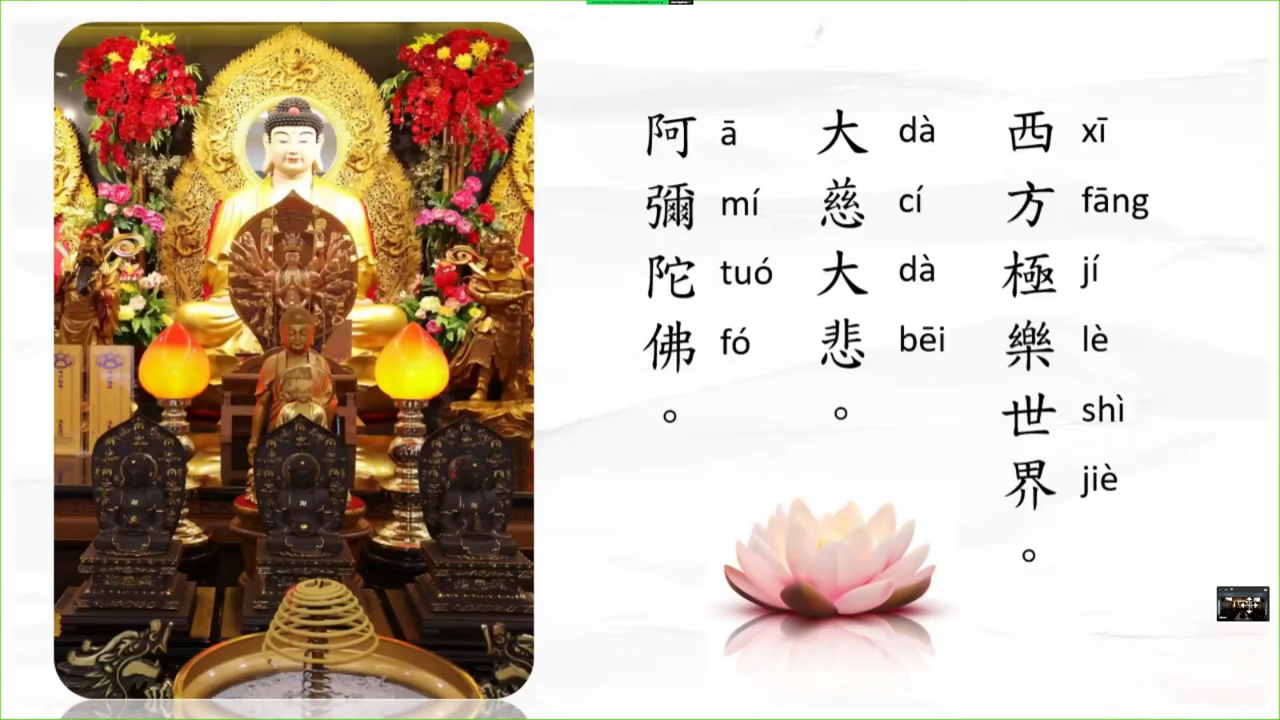 西方極樂世界。
xī fāng jí lè shì jiè
大慈大悲。
dà cí dà bēi
阿彌陀佛。
ā mí tuó fó